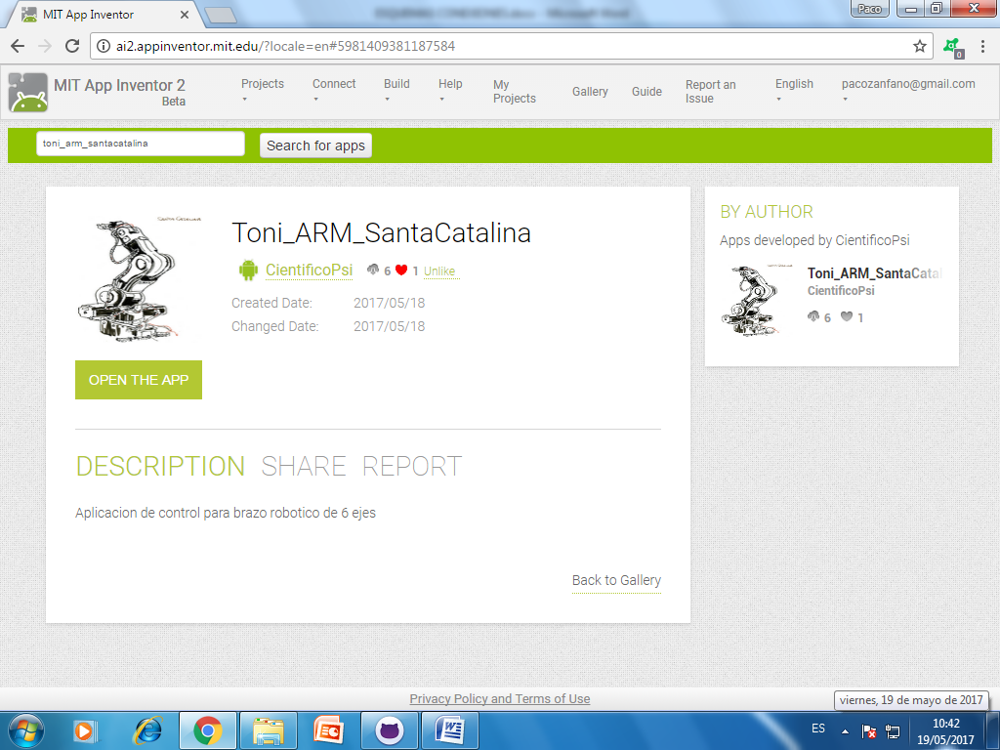 MIT App Inventor
Paco
ai2.appinventor.mit.edu/?locale=en#5981409381187584
0
MIT App Inventor 2
Beta
Projects
Connect
Build
Help
My Projects
Gallery
Guide
Report an Issue
English
pacozanfano@gmail.com
toni_arm_santacatalina
Search for apps
Toni_ARM_SantaCatalina
CientificoPsi 6 1 Unlike
Created Date: 2017/05/18
Changed Date: 2017/05/18
OPEN THE APP
DESCRIPTION SHARE REPORT
Aplicacion de control para brazo robotico de 6 ejes
Back to Gallery
BY AUTHOR
Apps developed by CientificoPsi
Toni_ARM_SantaCatal
CientificoPsi
6 1
Privacy Policy and Terms of Use
viernes, 19 de mayo de 2017
ES
10:42
19/05/2017